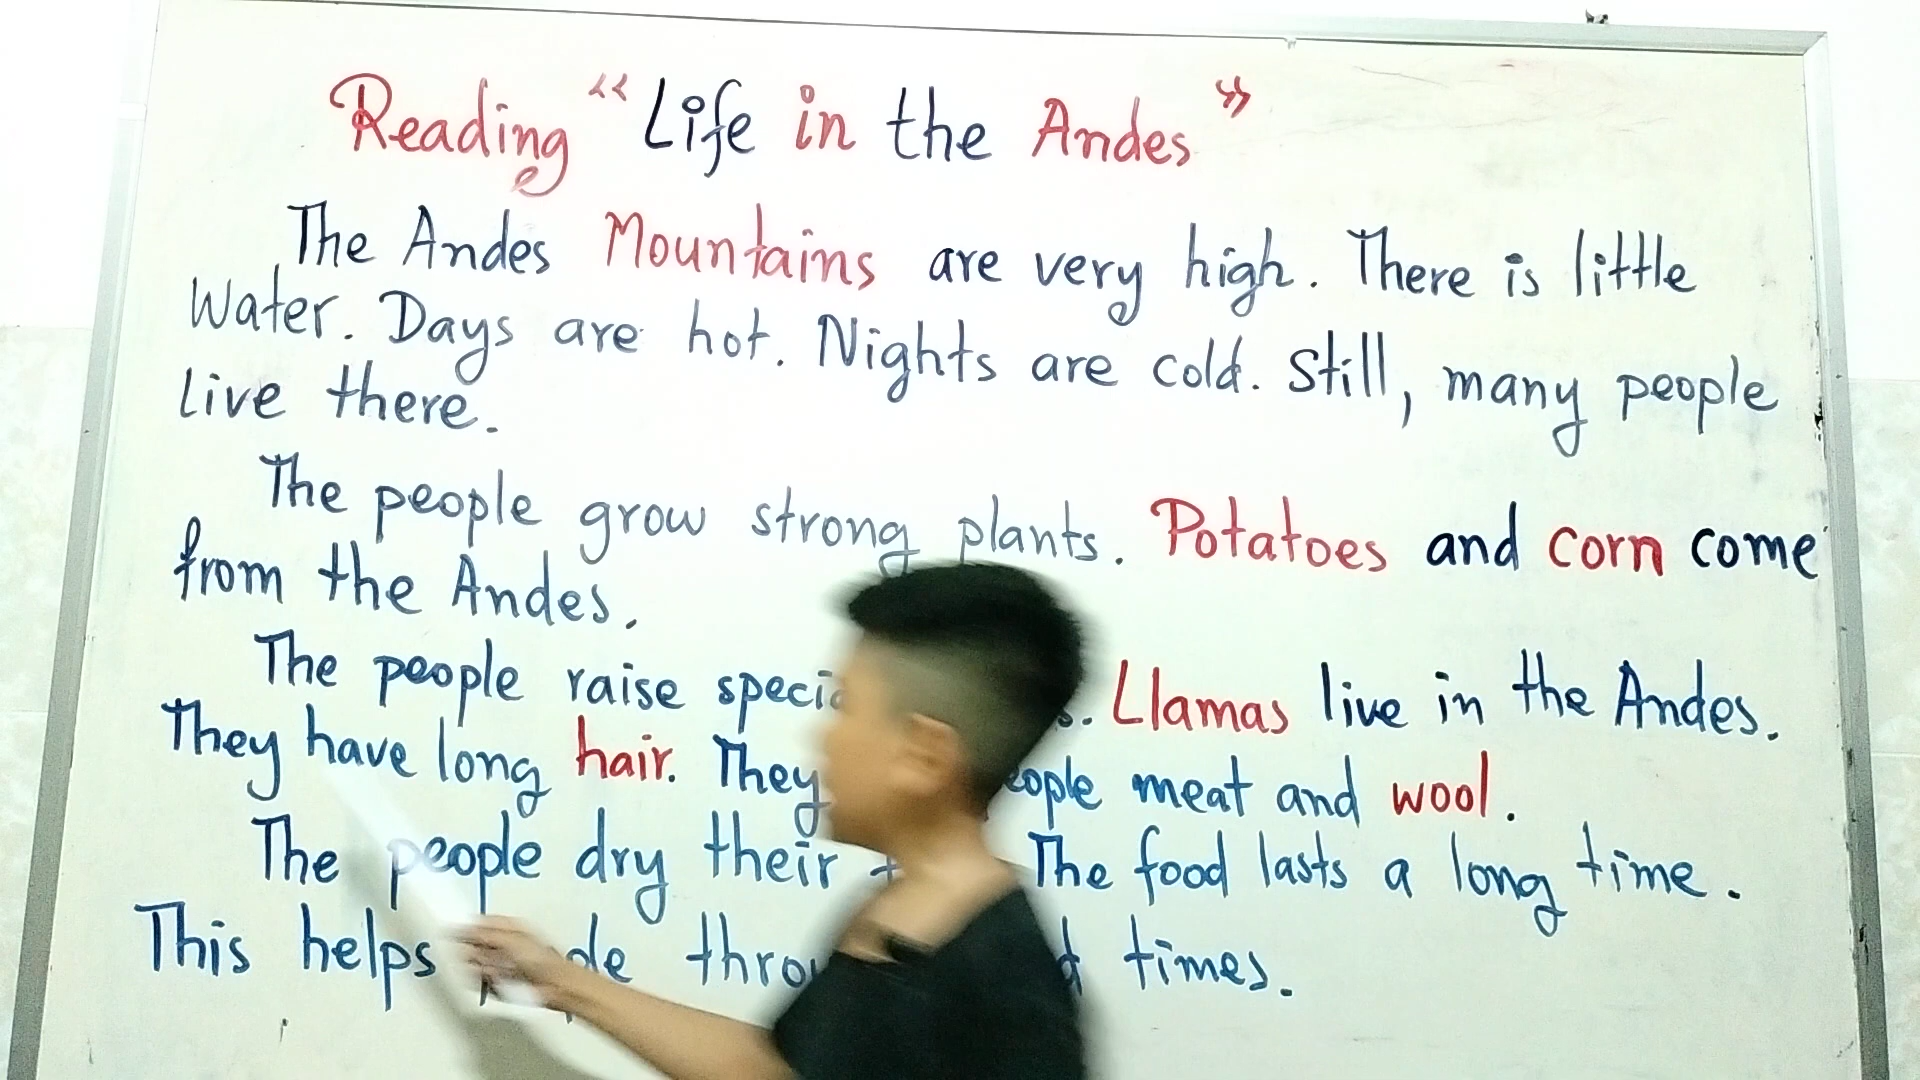 Reading "Life in the Andes"
The Andes Mountains are very high. There is little
Water. Days are hot. Nights are cold. Still, many people
live there.
The people grow strong plants. Potatoes and corn come
from the Andes.
The people raise Llamas live in the Andes.
They have long hair. They people meat and wool.
The people dry their The food lasts a long time.
This helps times.